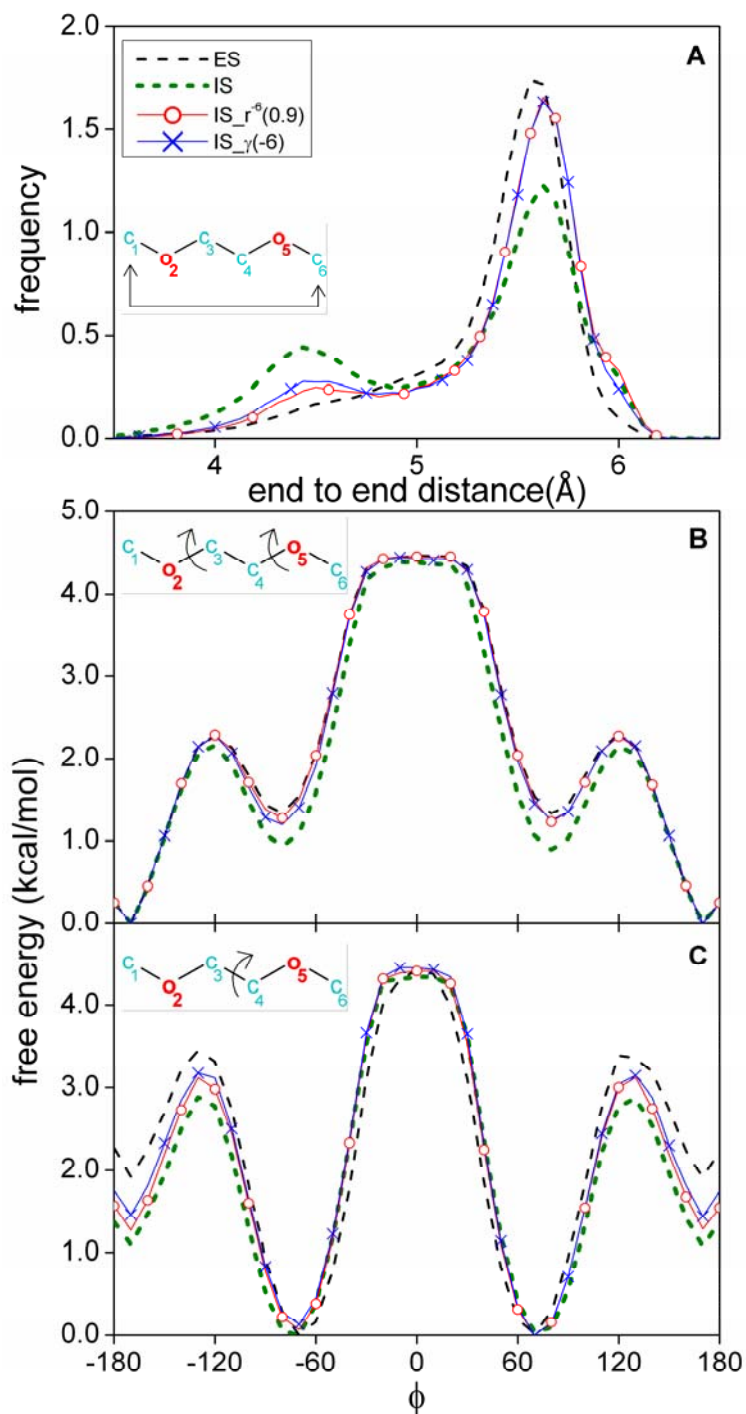 2.0
1.5
1.0
0.5
0.0
frequency
ES
IS
IS_r⁻⁶(0.9)
IS_γ(-6)
A
C₁ O₂ C₃ C₄ O₅ C₆
4 5 6
end to end distance(Å)
5.0
4.0
3.0
2.0
1.0
0.0
B
C₁ O₂ C₃ C₄ O₅ C₆
free energy (kcal/mol)
4.0
3.0
2.0
1.0
0.0
C
C₁ O₂ C₃ C₄ O₅ C₆
-180 -120 -60 0 60 120 180
ϕ